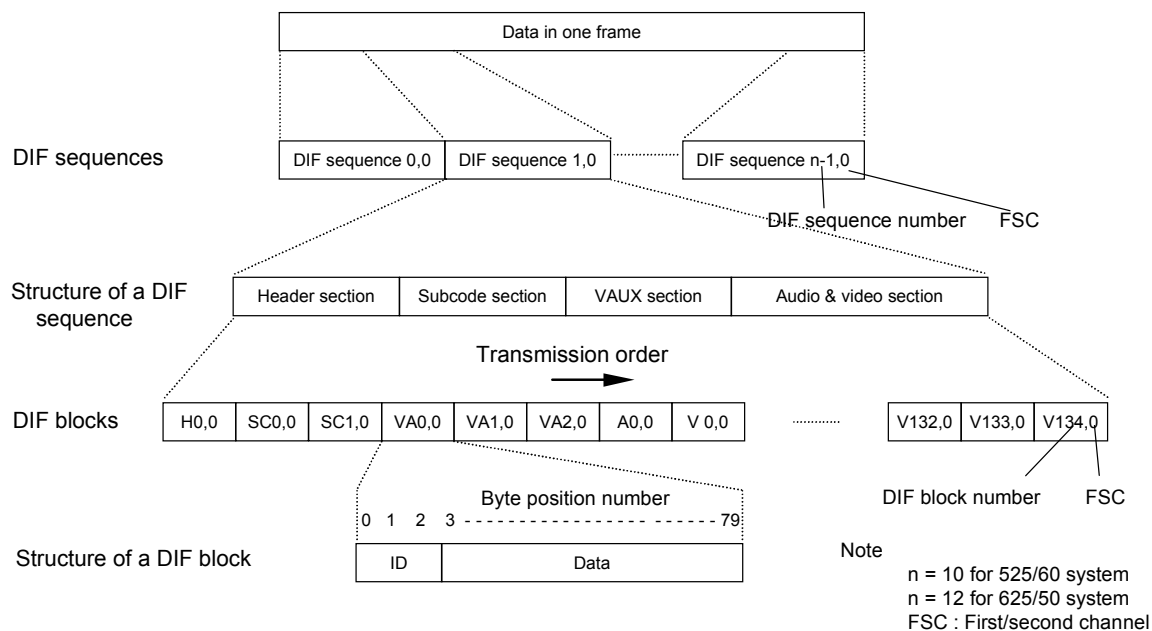 Data in one frame
DIF sequences
DIF sequence 0,0 DIF sequence 1,0 DIF sequence n-1,0
DIF sequence number FSC
Structure of a DIF
sequence
Header section Subcode section VAUX section Audio & video section
Transmission order
DIF blocks
H0,0 SC0,0 SC1,0 VA0,0 VA1,0 VA2,0 A0,0 V 0,0 V132,0 V133,0 V134,0
DIF block number FSC
Byte position number
0 1 2 3 - - - - - - - - - - - - - - - - - - - - - - - - - - - - - 79
Structure of a DIF block
ID Data
Note
n = 10 for 525/60 system
n = 12 for 625/50 system
FSC : First/second channel